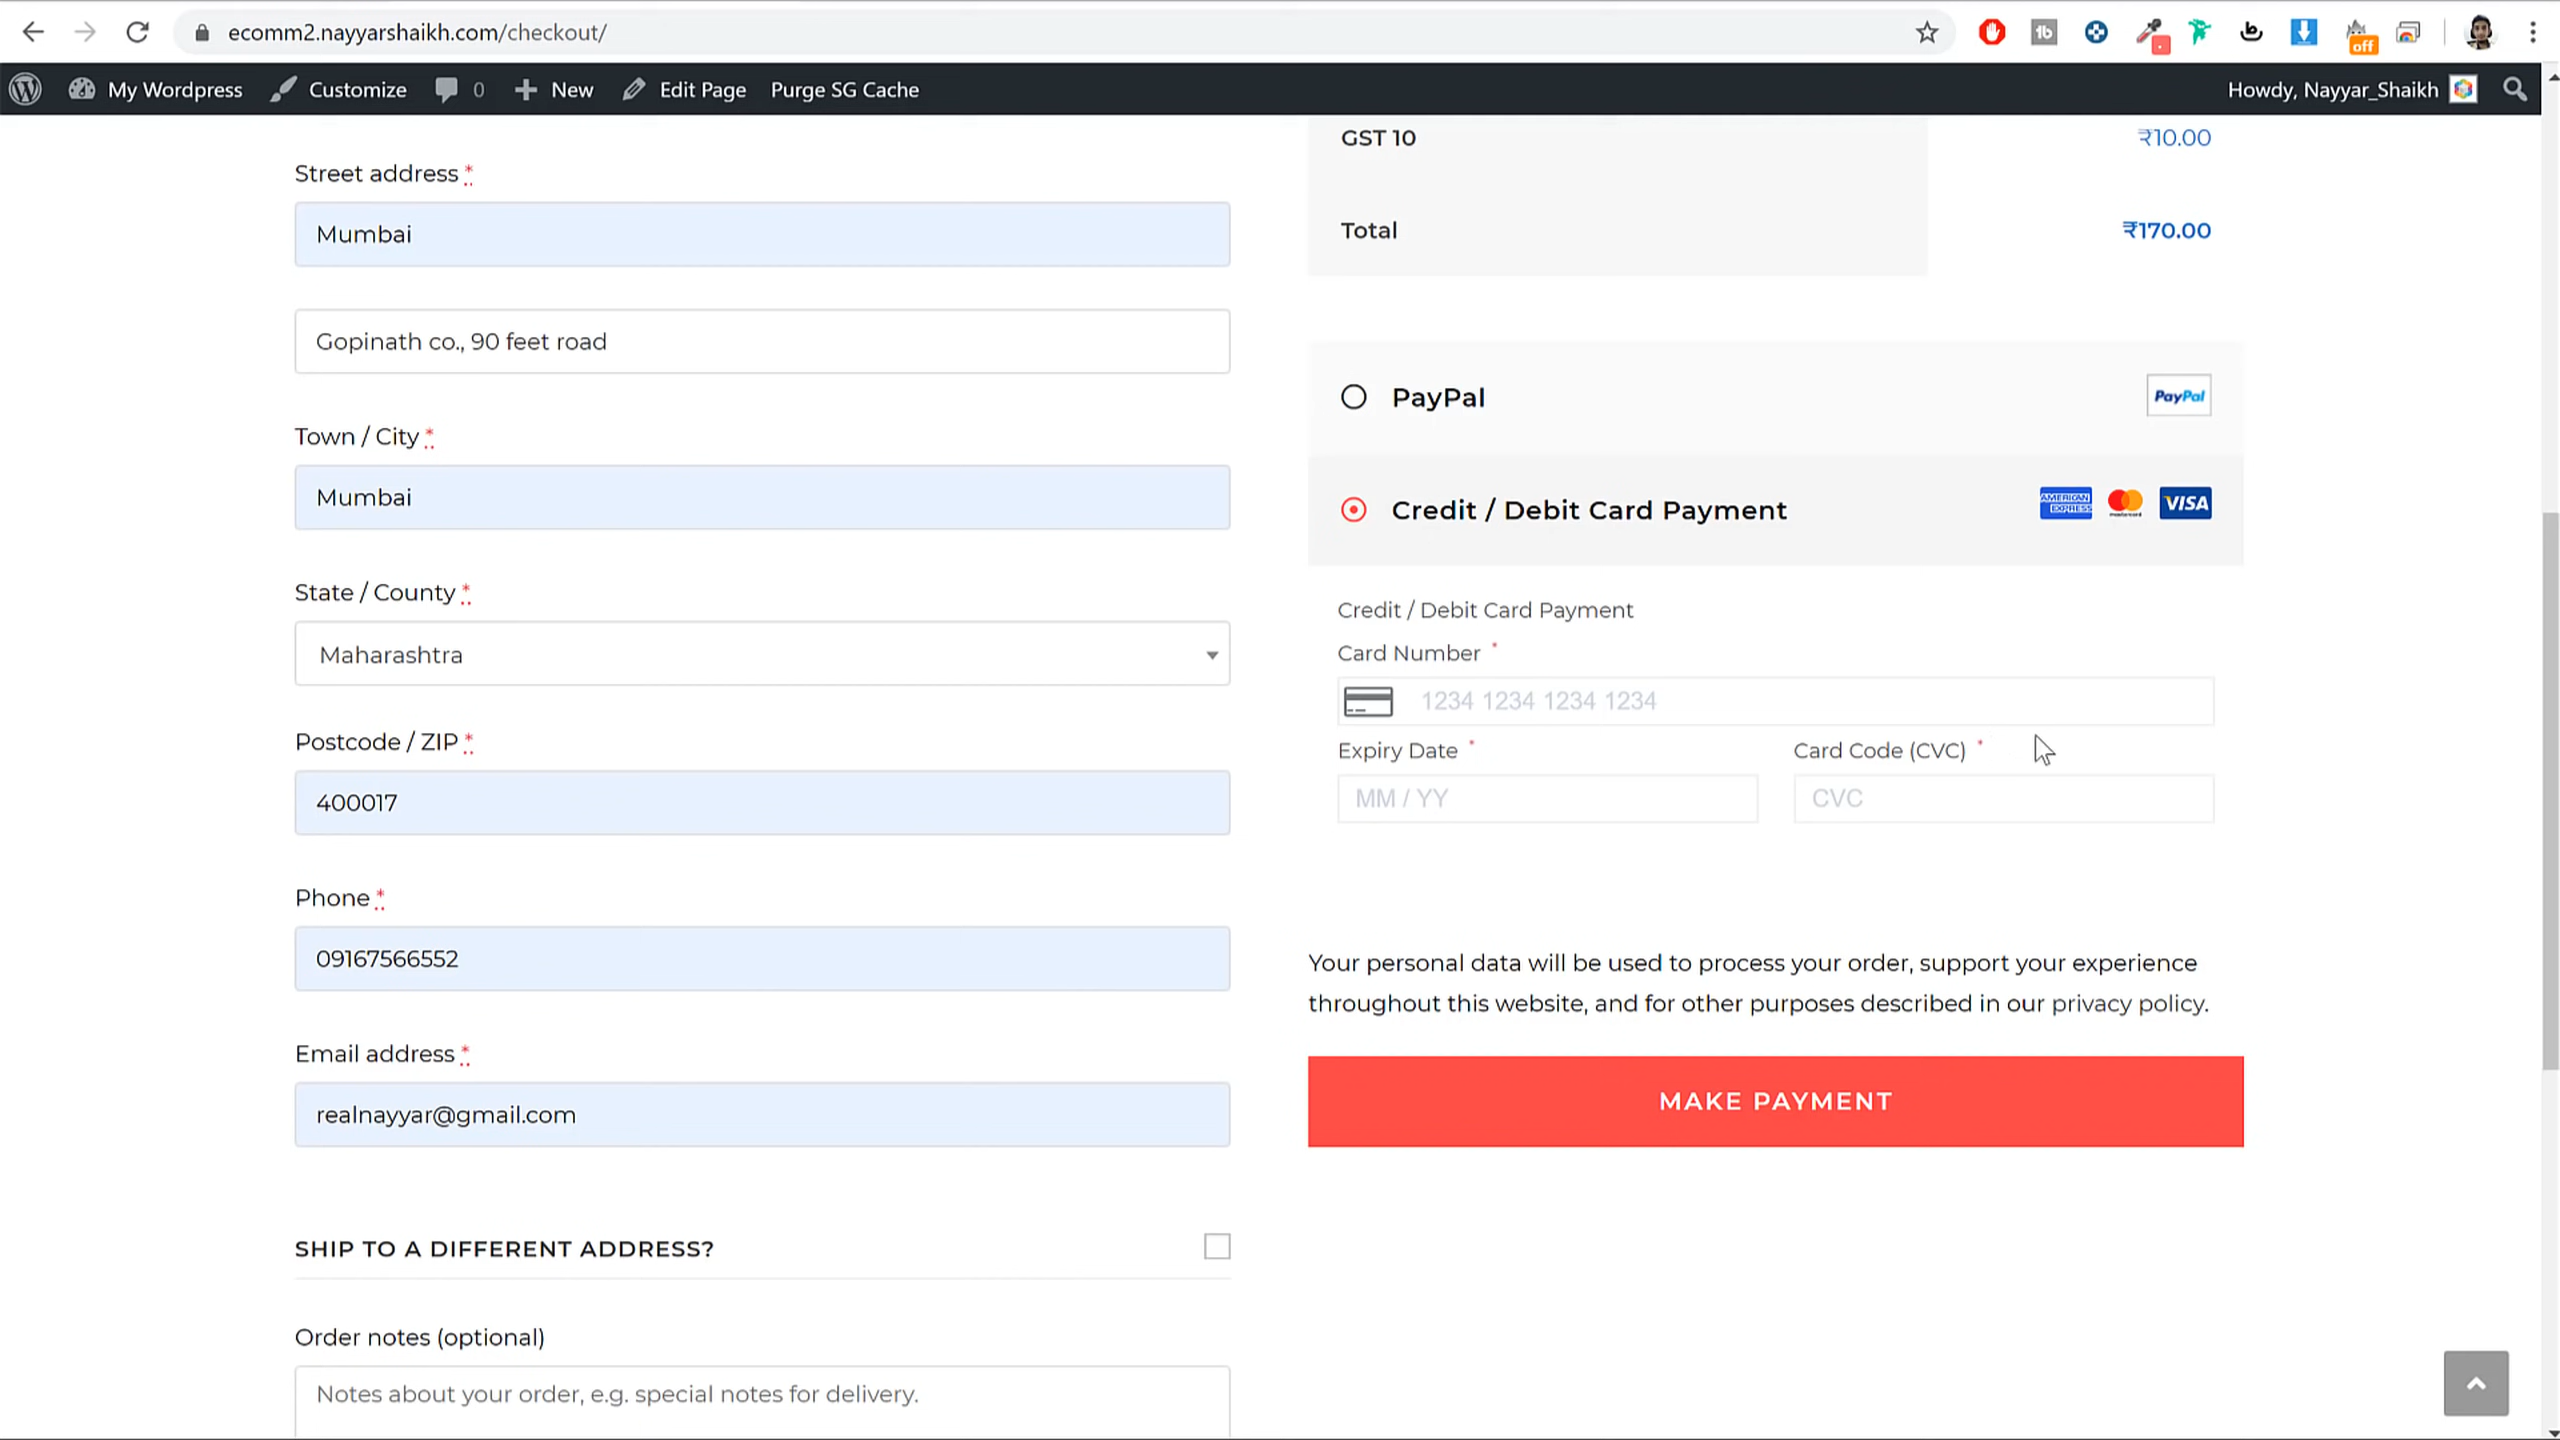 ecomm2.nayyarshaikh.com/checkout/
off
My Wordpress
Customize
0
New
Edit Page
Purge SG Cache
Howdy, Nayyar_Shaikh
Street address *
Mumbai
Gopinath co., 90 feet road
Town / City *
Mumbai
State / County *
Maharashtra
Postcode / ZIP *
400017
Phone *
09167566552
Email address *
realnayyar@gmail.com
SHIP TO A DIFFERENT ADDRESS?
Order notes (optional)
Notes about your order, e.g. special notes for delivery.
GST 10
₹10.00
Total
₹170.00
PayPal
PayPal
Credit / Debit Card Payment
AMERICAN EXPRESS
VISA
Credit / Debit Card Payment
Card Number *
1234 1234 1234 1234
Expiry Date *
Card Code (CVC) *
MM / YY
CVC
Your personal data will be used to process your order, support your experience
throughout this website, and for other purposes described in our privacy policy.
MAKE PAYMENT